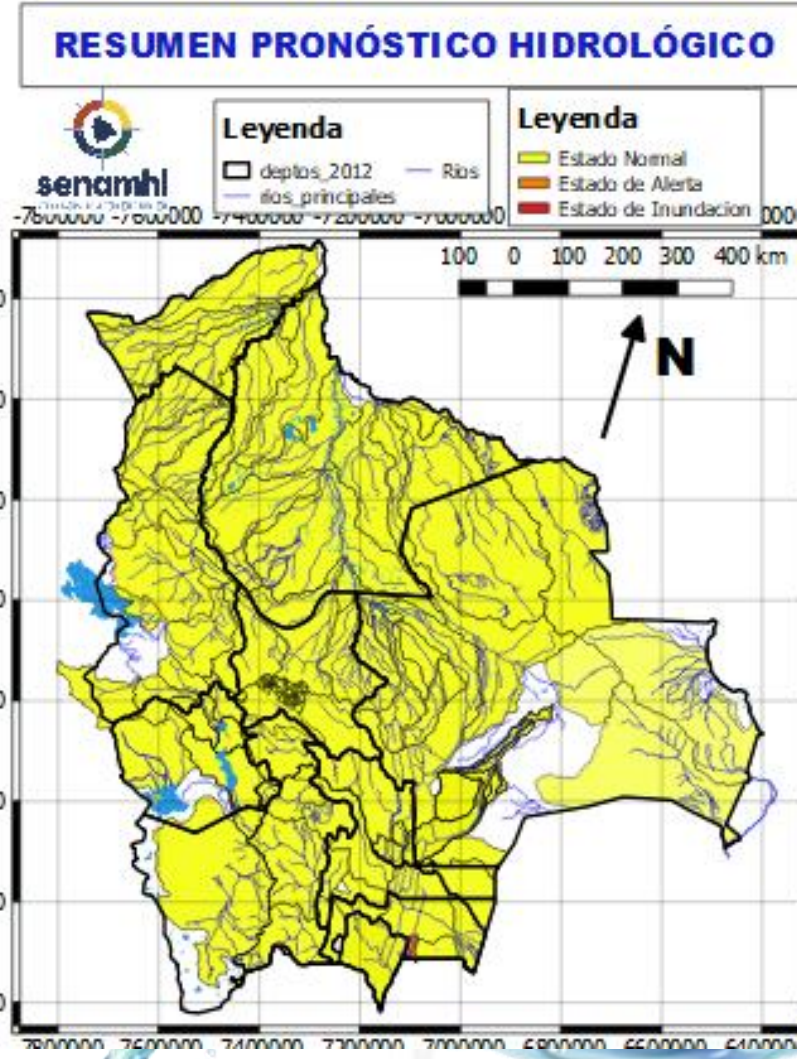 RESUMEN PRONÓSTICO HIDROLÓGICO
senamhi
Leyenda
deptos_2012
Rios
rios_principales
Leyenda
Estado Normal
Estado de Alerta
Estado de Inundacion
-7800000 -7600000 -7400000 -7200000 -7000000
100 0 100 200 300 400 km
N
-7800000 -7600000 -7400000 -7200000 -7000000 -6800000 -6600000 -6400000